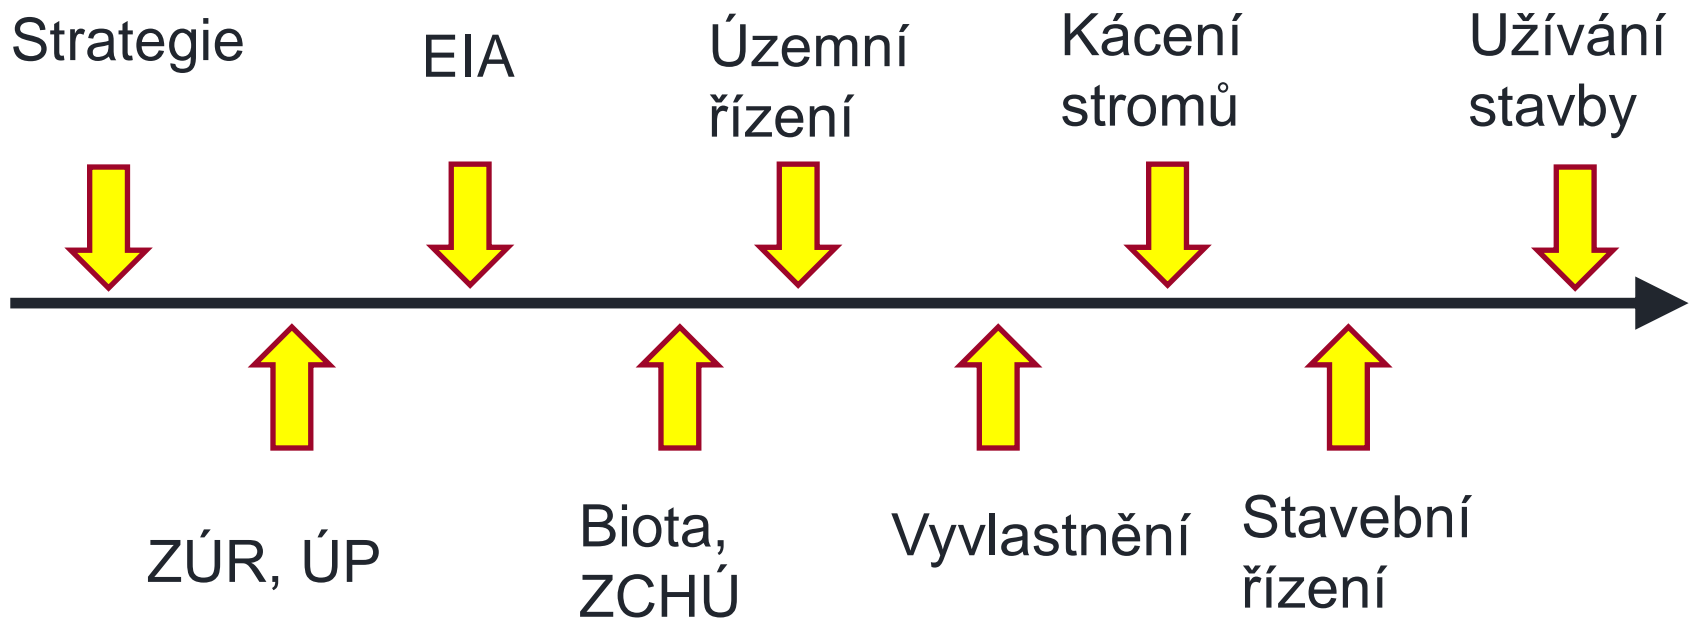 Strategie
EIA
Územní
řízení
Kácení
stromů
Užívání
stavby
ZÚR, ÚP
Biota,
ZCHÚ
Vyvlastnění
Stavební
řízení